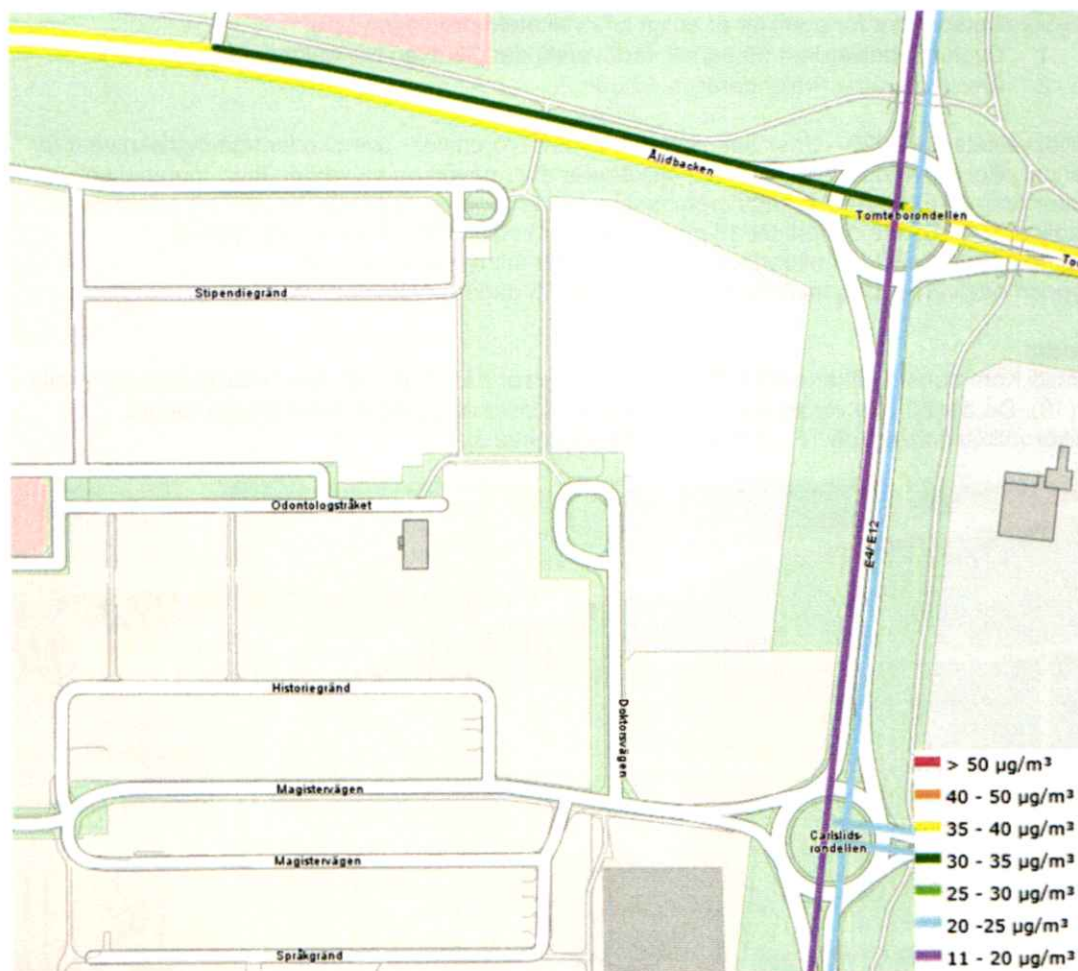 Ålidbacken
Tomteborondellen
Tom
Stipendiegränd
Odontologstråket
E4/ E12
Historiegränd
Doktorsvägen
Magistervägen
Carlslids-
rondellen
Magistervägen
Språkgränd
> 50 µg/m³
40 - 50 µg/m³
35 - 40 µg/m³
30 - 35 µg/m³
25 - 30 µg/m³
20 -25 µg/m³
11 - 20 µg/m³